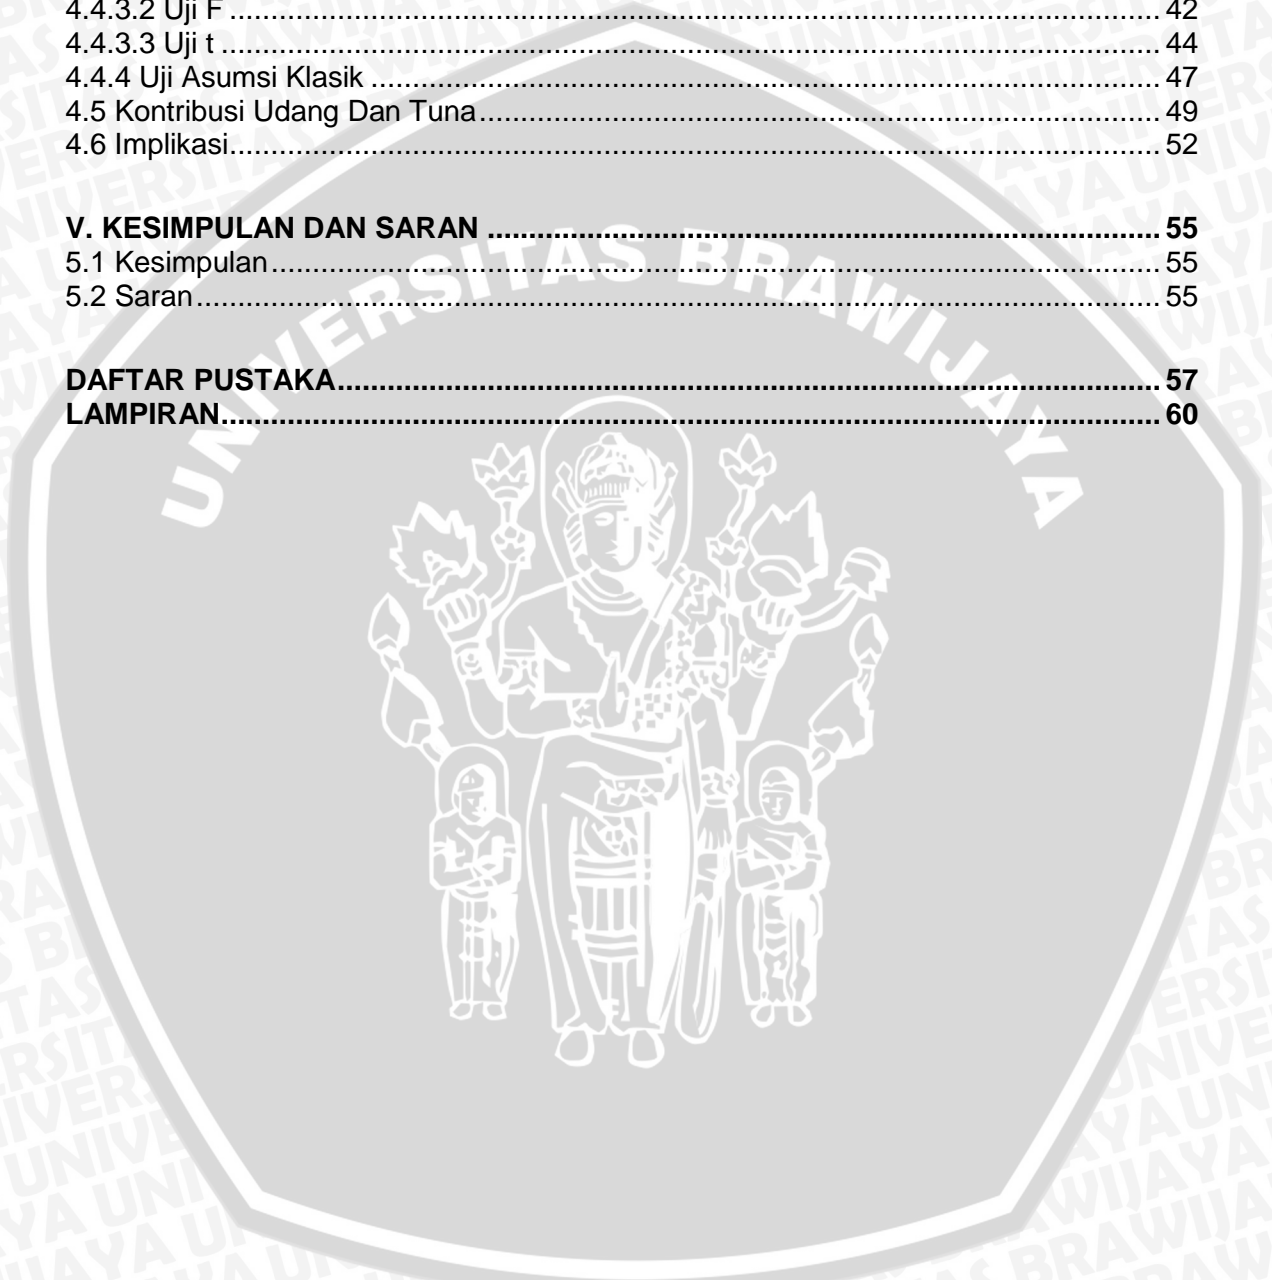 4.4.3.2 Uji F .......... 42
4.4.3.3 Uji t .......... 44
4.4.4 Uji Asumsi Klasik .......... 47
4.5 Kontribusi Udang Dan Tuna .......... 49
4.6 Implikasi .......... 52
V. KESIMPULAN DAN SARAN .......... 55
5.1 Kesimpulan .......... 55
5.2 Saran .......... 55
DAFTAR PUSTAKA .......... 57
LAMPIRAN .......... 60
UNIVERSITAS BRAWIJAYA